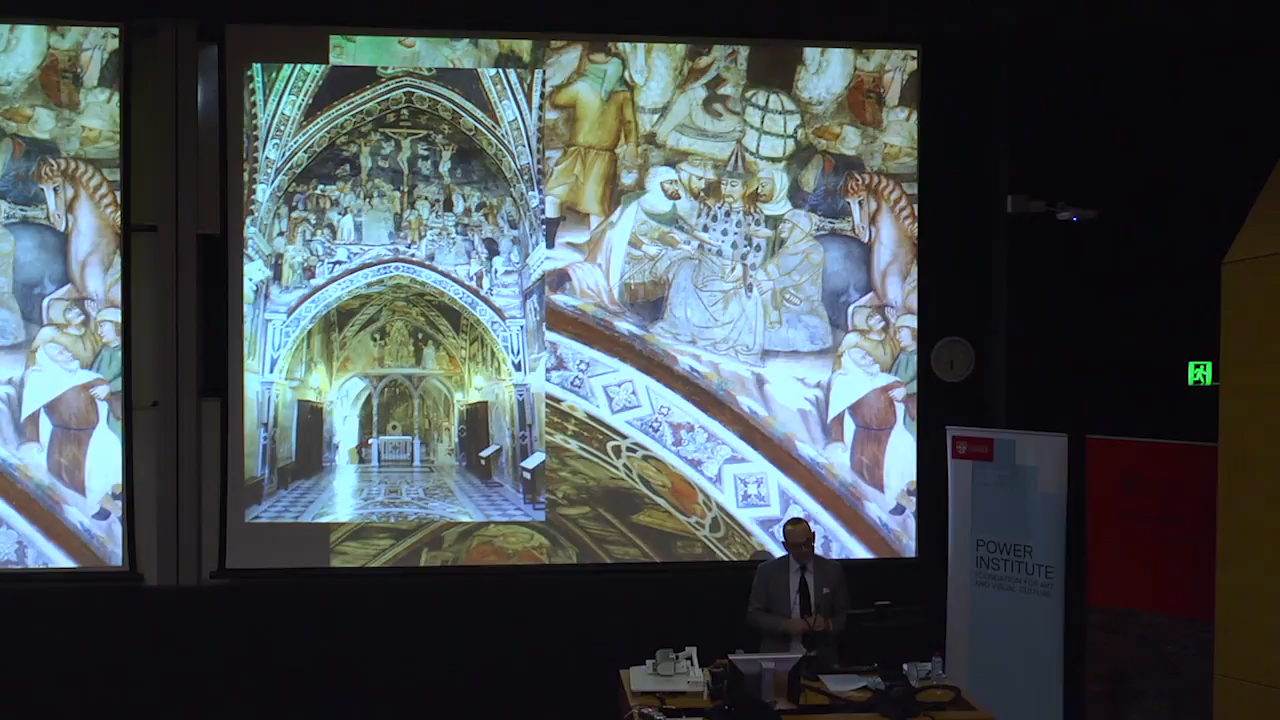 POWER
INSTITUTE
FOUNDATION FOR ART
AND VISUAL CULTURE